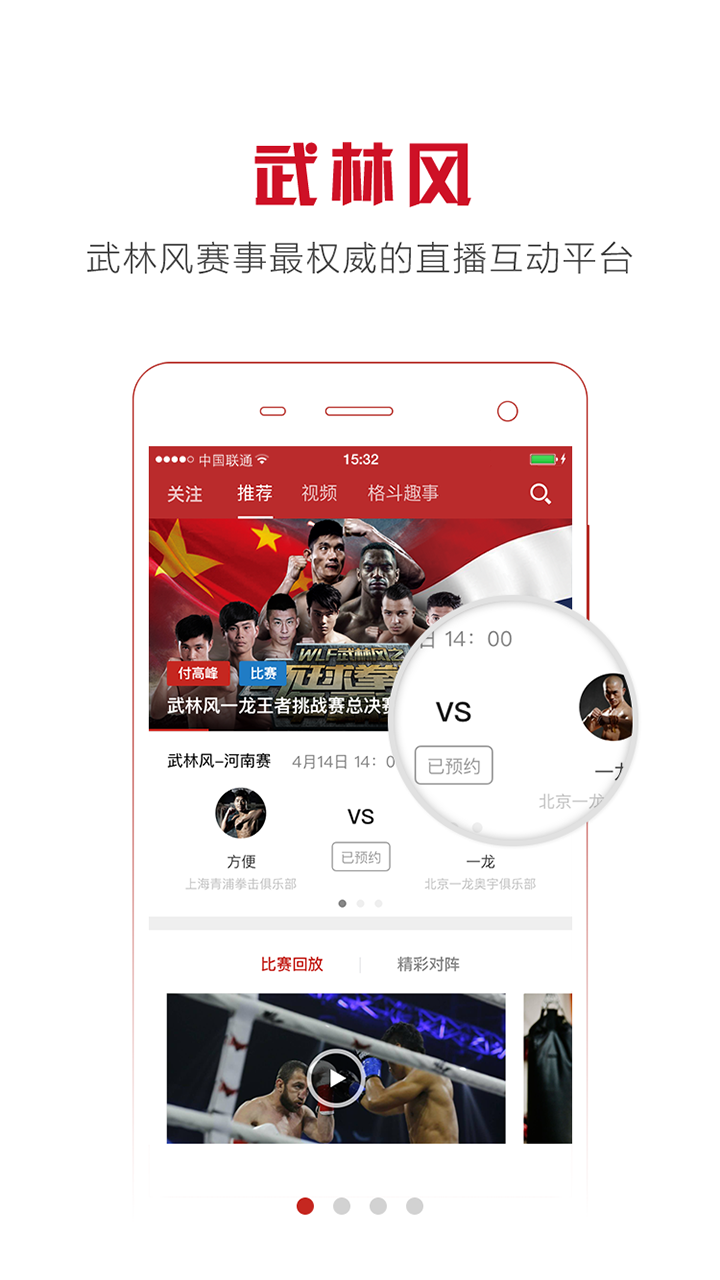 武林风
武林风赛事最权威的直播互动平台
中国联通 15:32
关注 推荐 视频 格斗趣事
WLF武林风之
环球拳
付高峰 比赛
武林风一龙王者挑战赛总决赛
日 14：00
VS
已预约
一龙
北京一龙
武林风-河南赛 4月14日 14：0
VS
已预约
方便 一龙
上海青浦拳击俱乐部 北京一龙奥宇俱乐部
比赛回放 精彩对阵